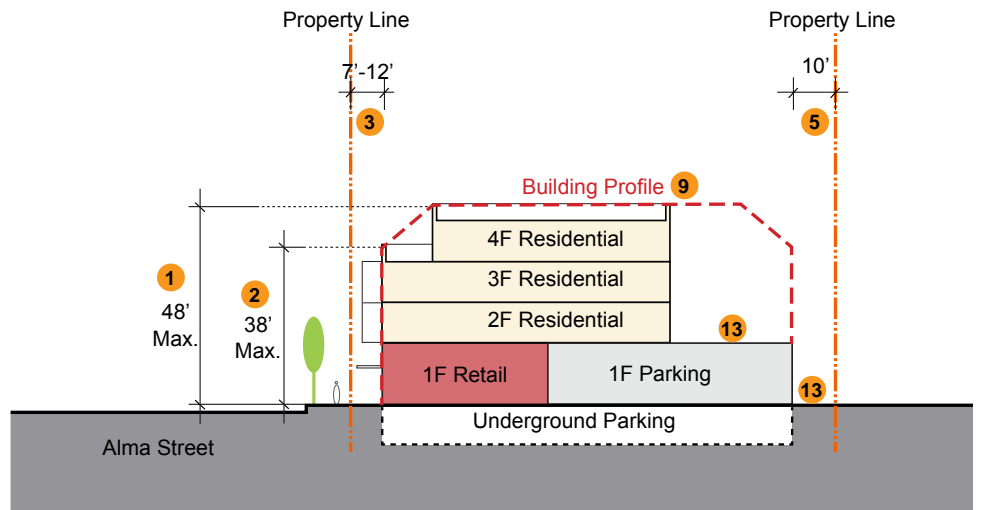 Property Line
Property Line
7’-12’
10’
3
5
Building Profile 9
4F Residential
1
3F Residential
2
48’
Max.
38’
Max.
2F Residential
13
1F Retail
1F Parking
13
Underground Parking
Alma Street